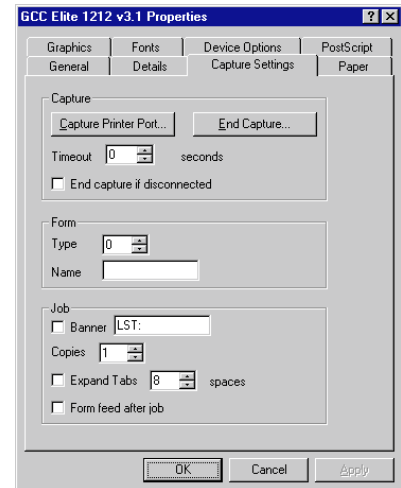 GCC Elite 1212 v3.1 Properties
Graphics Fonts Device Options PostScript
General Details Capture Settings Paper
Capture
Capture Printer Port... End Capture...
Timeout 0 seconds
End capture if disconnected
Form
Type 0
Name
Job
Banner LST:
Copies 1
Expand Tabs 8 spaces
Form feed after job
OK Cancel Apply